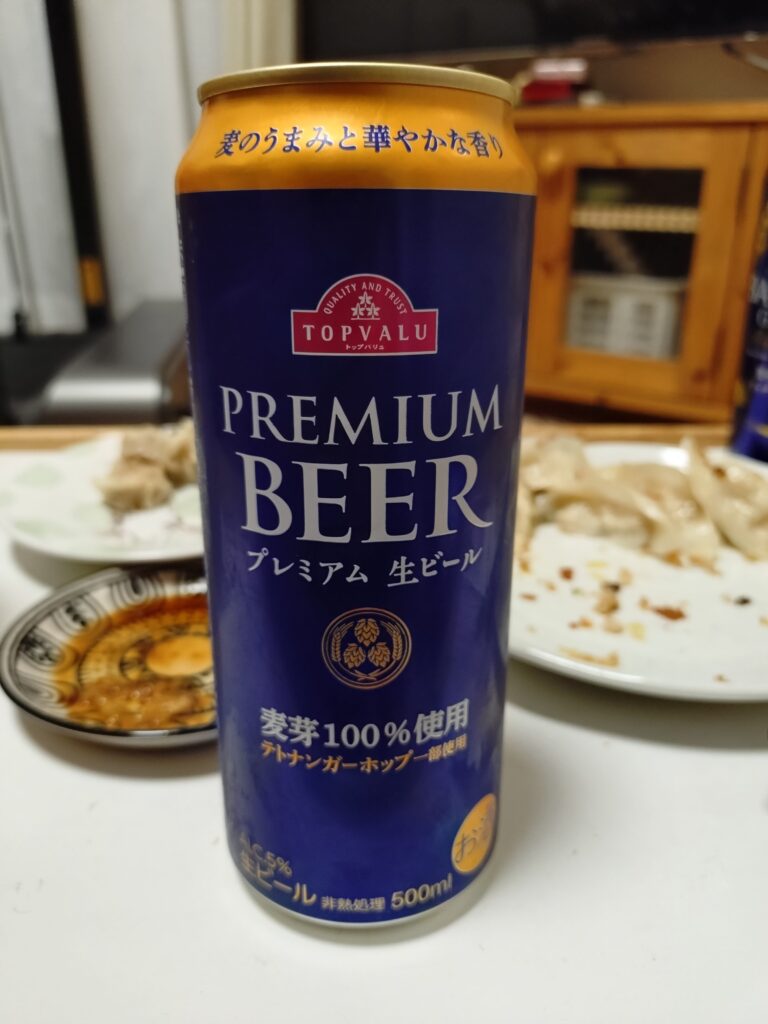 麦のうまみと華やかな香り
QUALITY AND TRUST
TOPVALU
トップバリュ
PREMIUM
BEER
プレミアム 生ビール
麦芽100%使用
テトナンガーホップ一部使用
ALC.5%
生ビール 非熱処理 500ml
お酒